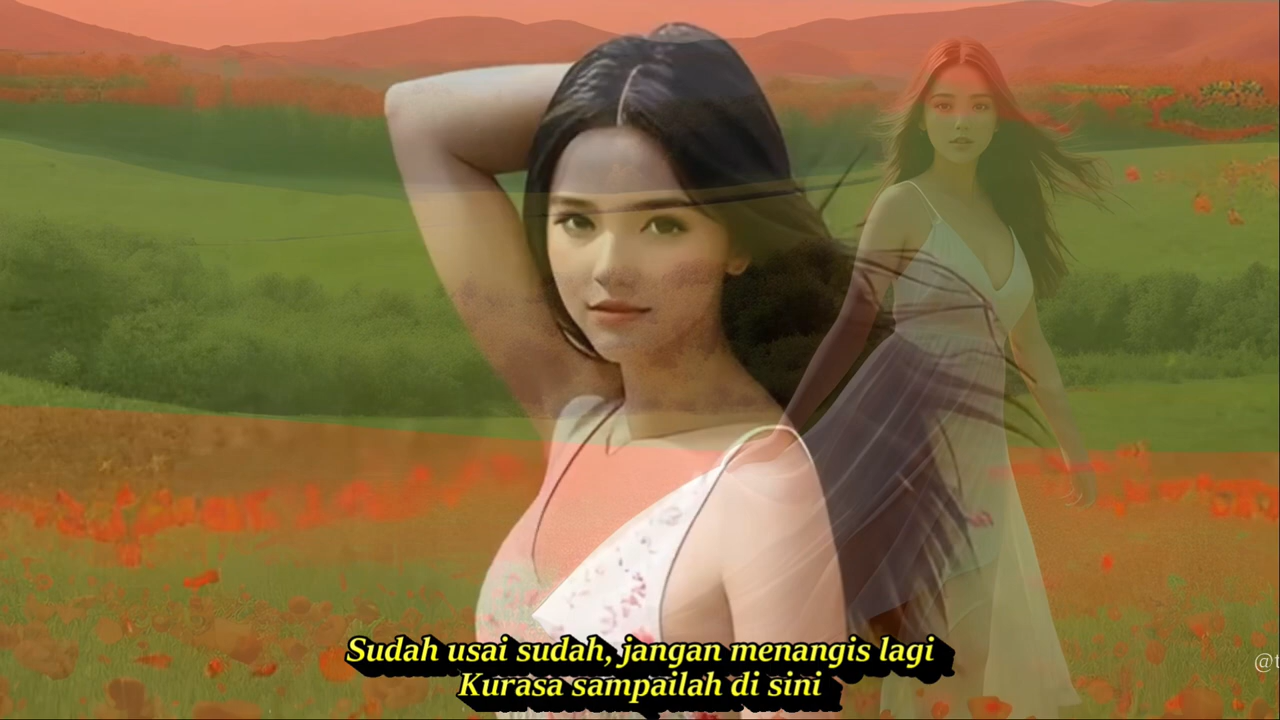 Sudah usai sudah, jangan menangis lagi
Kurasa sampailah di sini